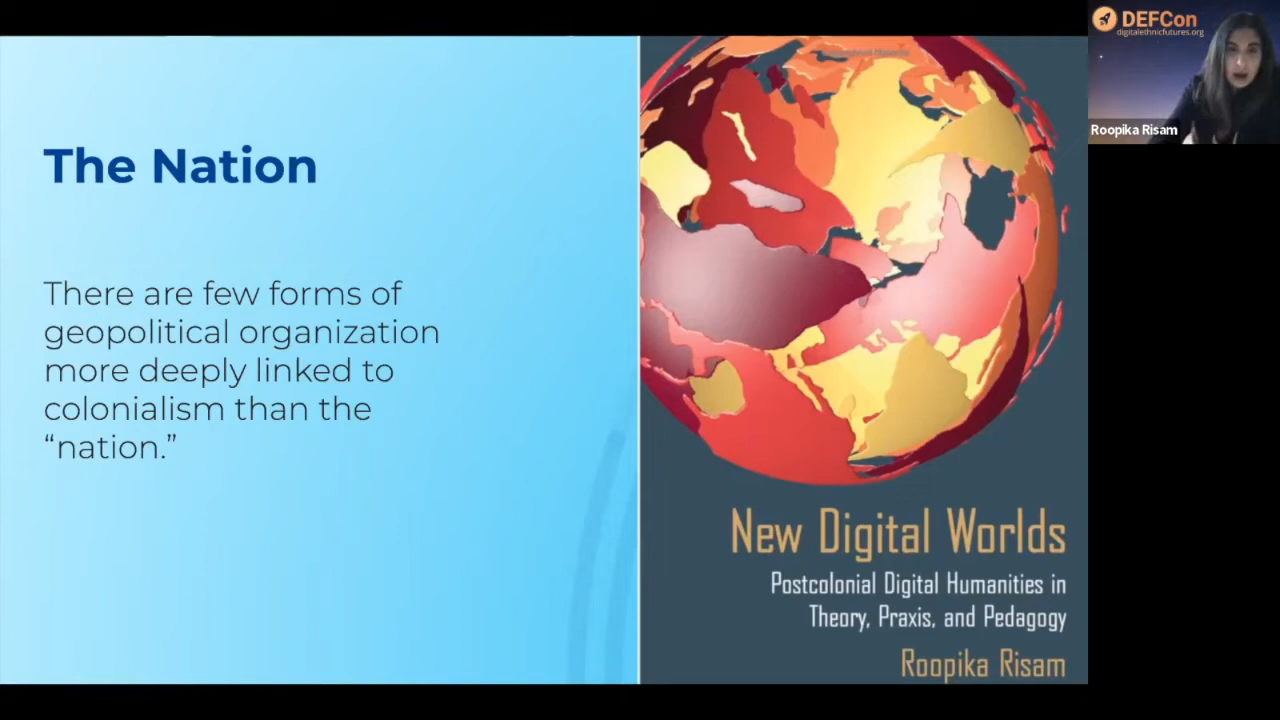 The Nation
There are few forms of
geopolitical organization
more deeply linked to
colonialism than the
“nation.”
New Digital Worlds
Postcolonial Digital Humanities in
Theory, Praxis, and Pedagogy
Roopika Risam
DEFCon
digitalethnicfutures.org
Roopika Risam